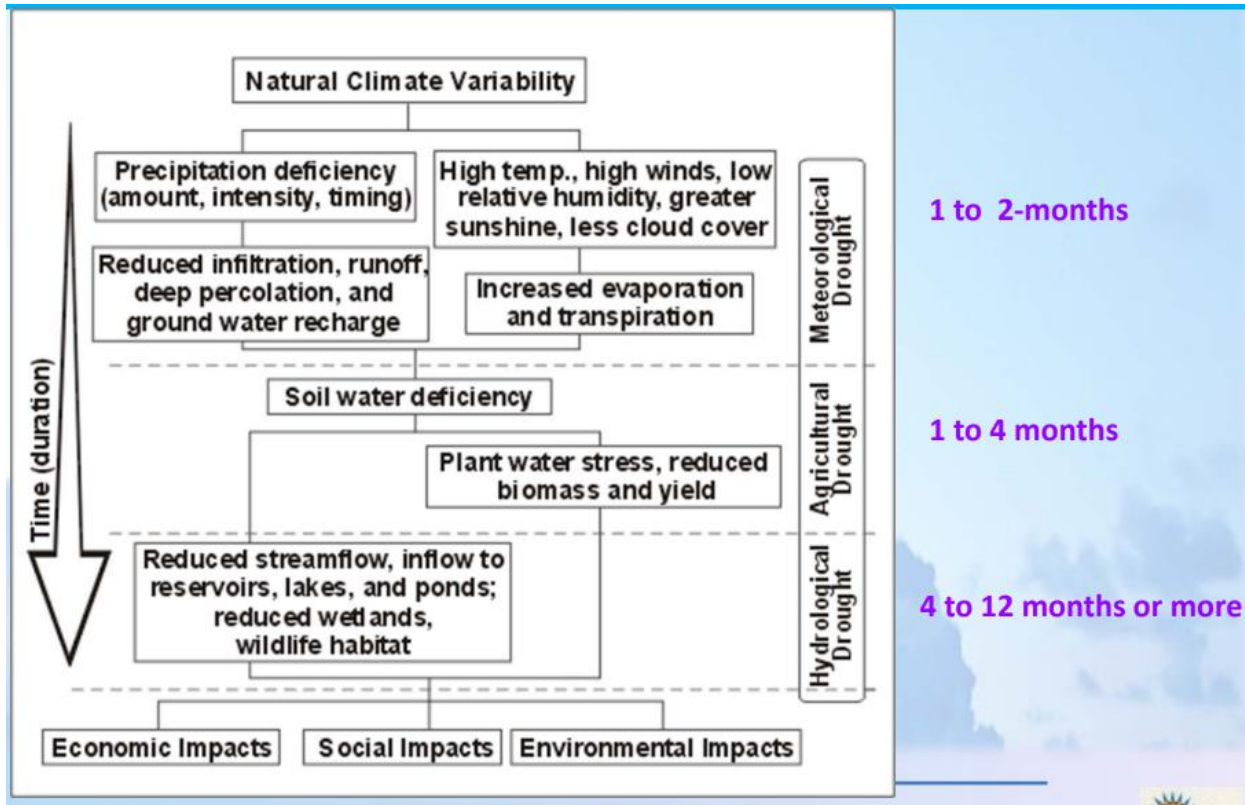 Natural Climate Variability
Precipitation deficiency
(amount, intensity, timing)
High temp., high winds, low
relative humidity, greater
sunshine, less cloud cover
Reduced infiltration, runoff,
deep percolation, and
ground water recharge
Increased evaporation
and transpiration
Meteorological
Drought
1 to 2-months
Time (duration)
Soil water deficiency
Plant water stress, reduced
biomass and yield
Agricultural
Drought
1 to 4 months
Reduced streamflow, inflow to
reservoirs, lakes, and ponds;
reduced wetlands,
wildlife habitat
Hydrological
Drought
4 to 12 months or more
Economic Impacts
Social Impacts
Environmental Impacts